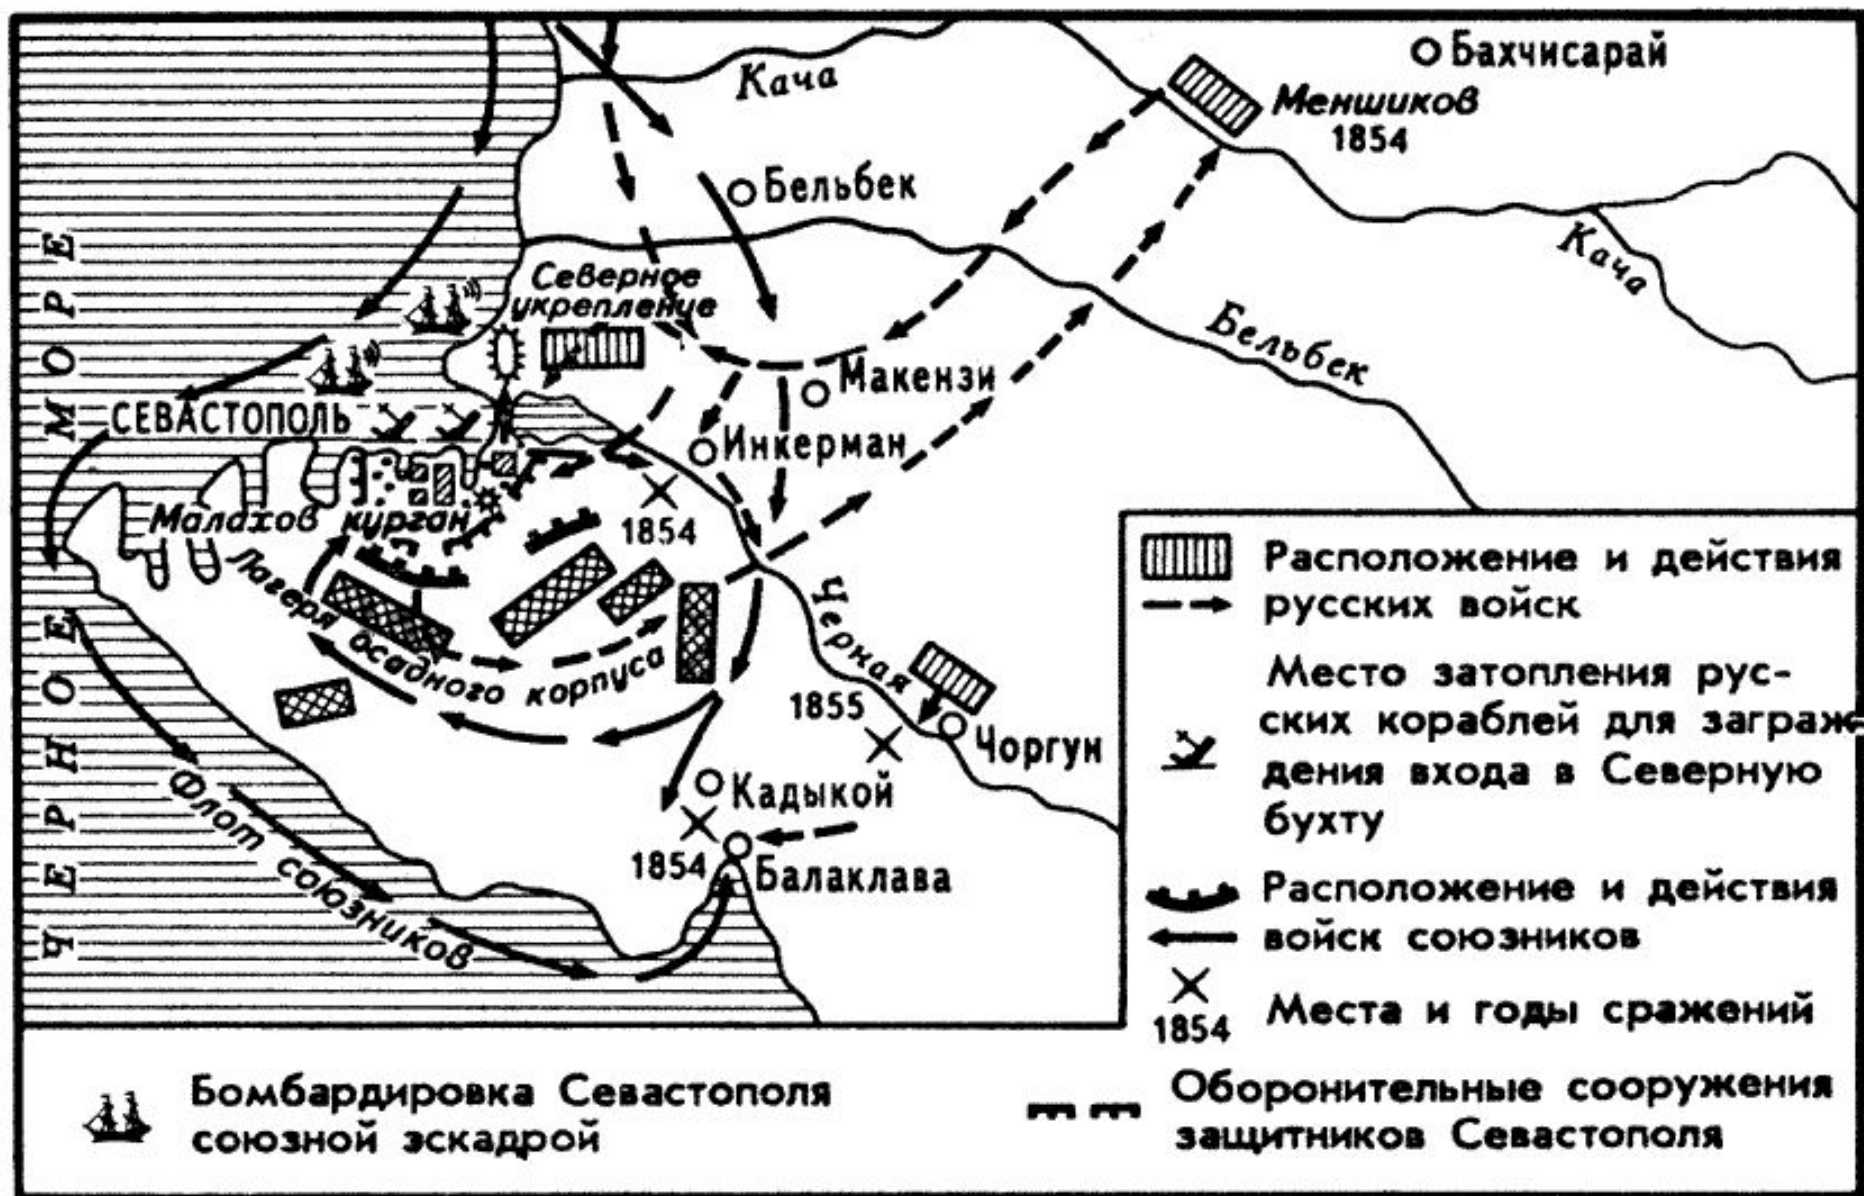 Бахчисарай
Кача
Меншиков
1854
Бельбек
Кача
Северное
укрепление
Бельбек
Макензи
СЕВАСТОПОЛЬ
Инкерман
Малахов курган
1854
Лагеря осадного корпуса
Черная
1855
Чоргун
Кадыкой
1854
Балаклава
Флот союзников
ЧЕРНОЕ МОРЕ
Расположение и действия
русских войск
Место затопления рус-
ских кораблей для заграж-
дения входа в Северную
бухту
Расположение и действия
войск союзников
1854
Места и годы сражений
Бомбардировка Севастополя
союзной эскадрой
Оборонительные сооружения
защитников Севастополя